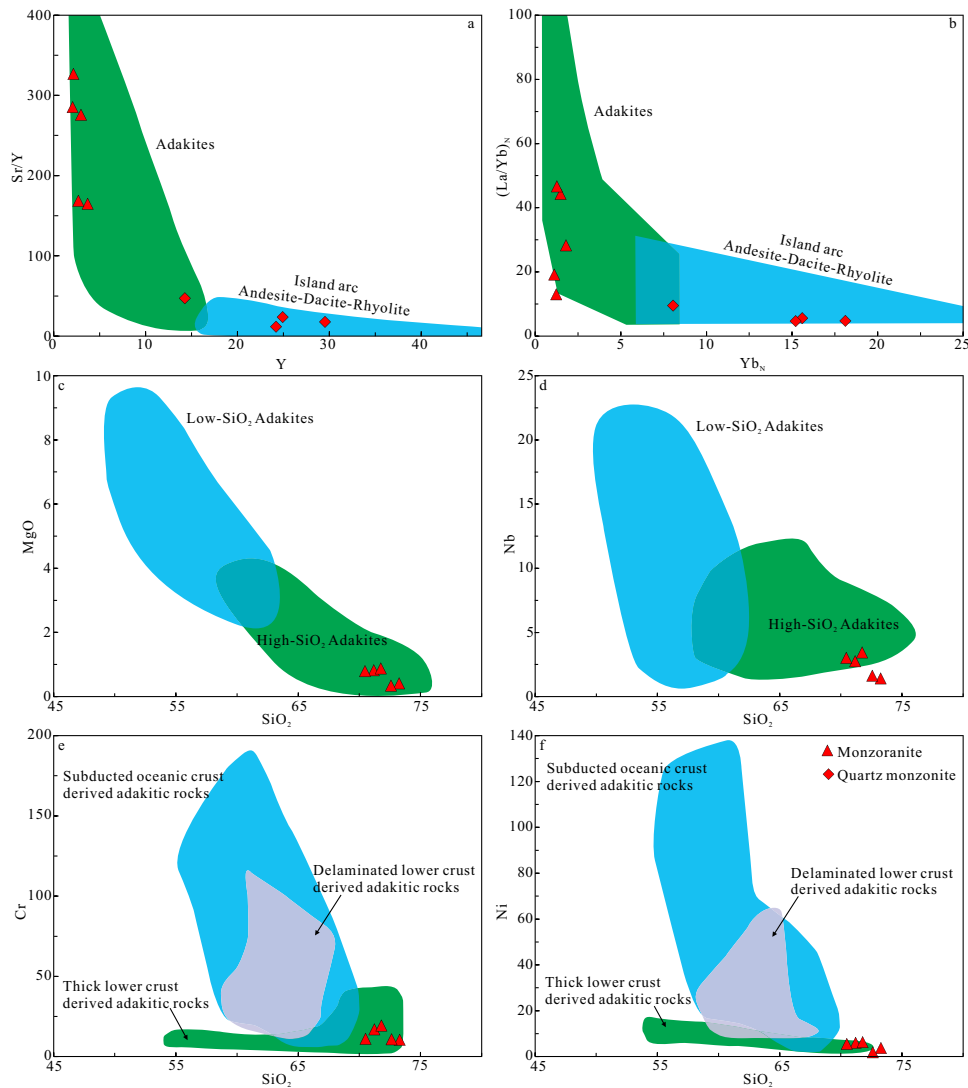 a
400
300
200
100
0
Sr/Y
Adakites
Island arc
Andesite-Dacite-Rhyolite
0
10
20
30
40
Y
b
100
80
60
40
20
0
(La/Yb)N
Adakites
Island arc
Andesite-Dacite-Rhyolite
0
5
10
15
20
25
YbN
c
10
8
6
4
2
0
MgO
Low-SiO₂ Adakites
High-SiO₂ Adakites
45
55
65
75
SiO₂
d
25
20
15
10
5
0
Nb
Low-SiO₂ Adakites
High-SiO₂ Adakites
45
55
65
75
SiO₂
e
200
150
100
50
0
Cr
Subducted oceanic crust
derived adakitic rocks
Delaminated lower crust
derived adakitic rocks
Thick lower crust
derived adakitic rocks
45
55
65
75
SiO₂
f
140
120
100
80
60
40
20
0
Ni
Monzoranite
Quartz monzonite
Subducted oceanic crust
derived adakitic rocks
Delaminated lower crust
derived adakitic rocks
Thick lower crust
derived adakitic rocks
45
55
65
75
SiO₂